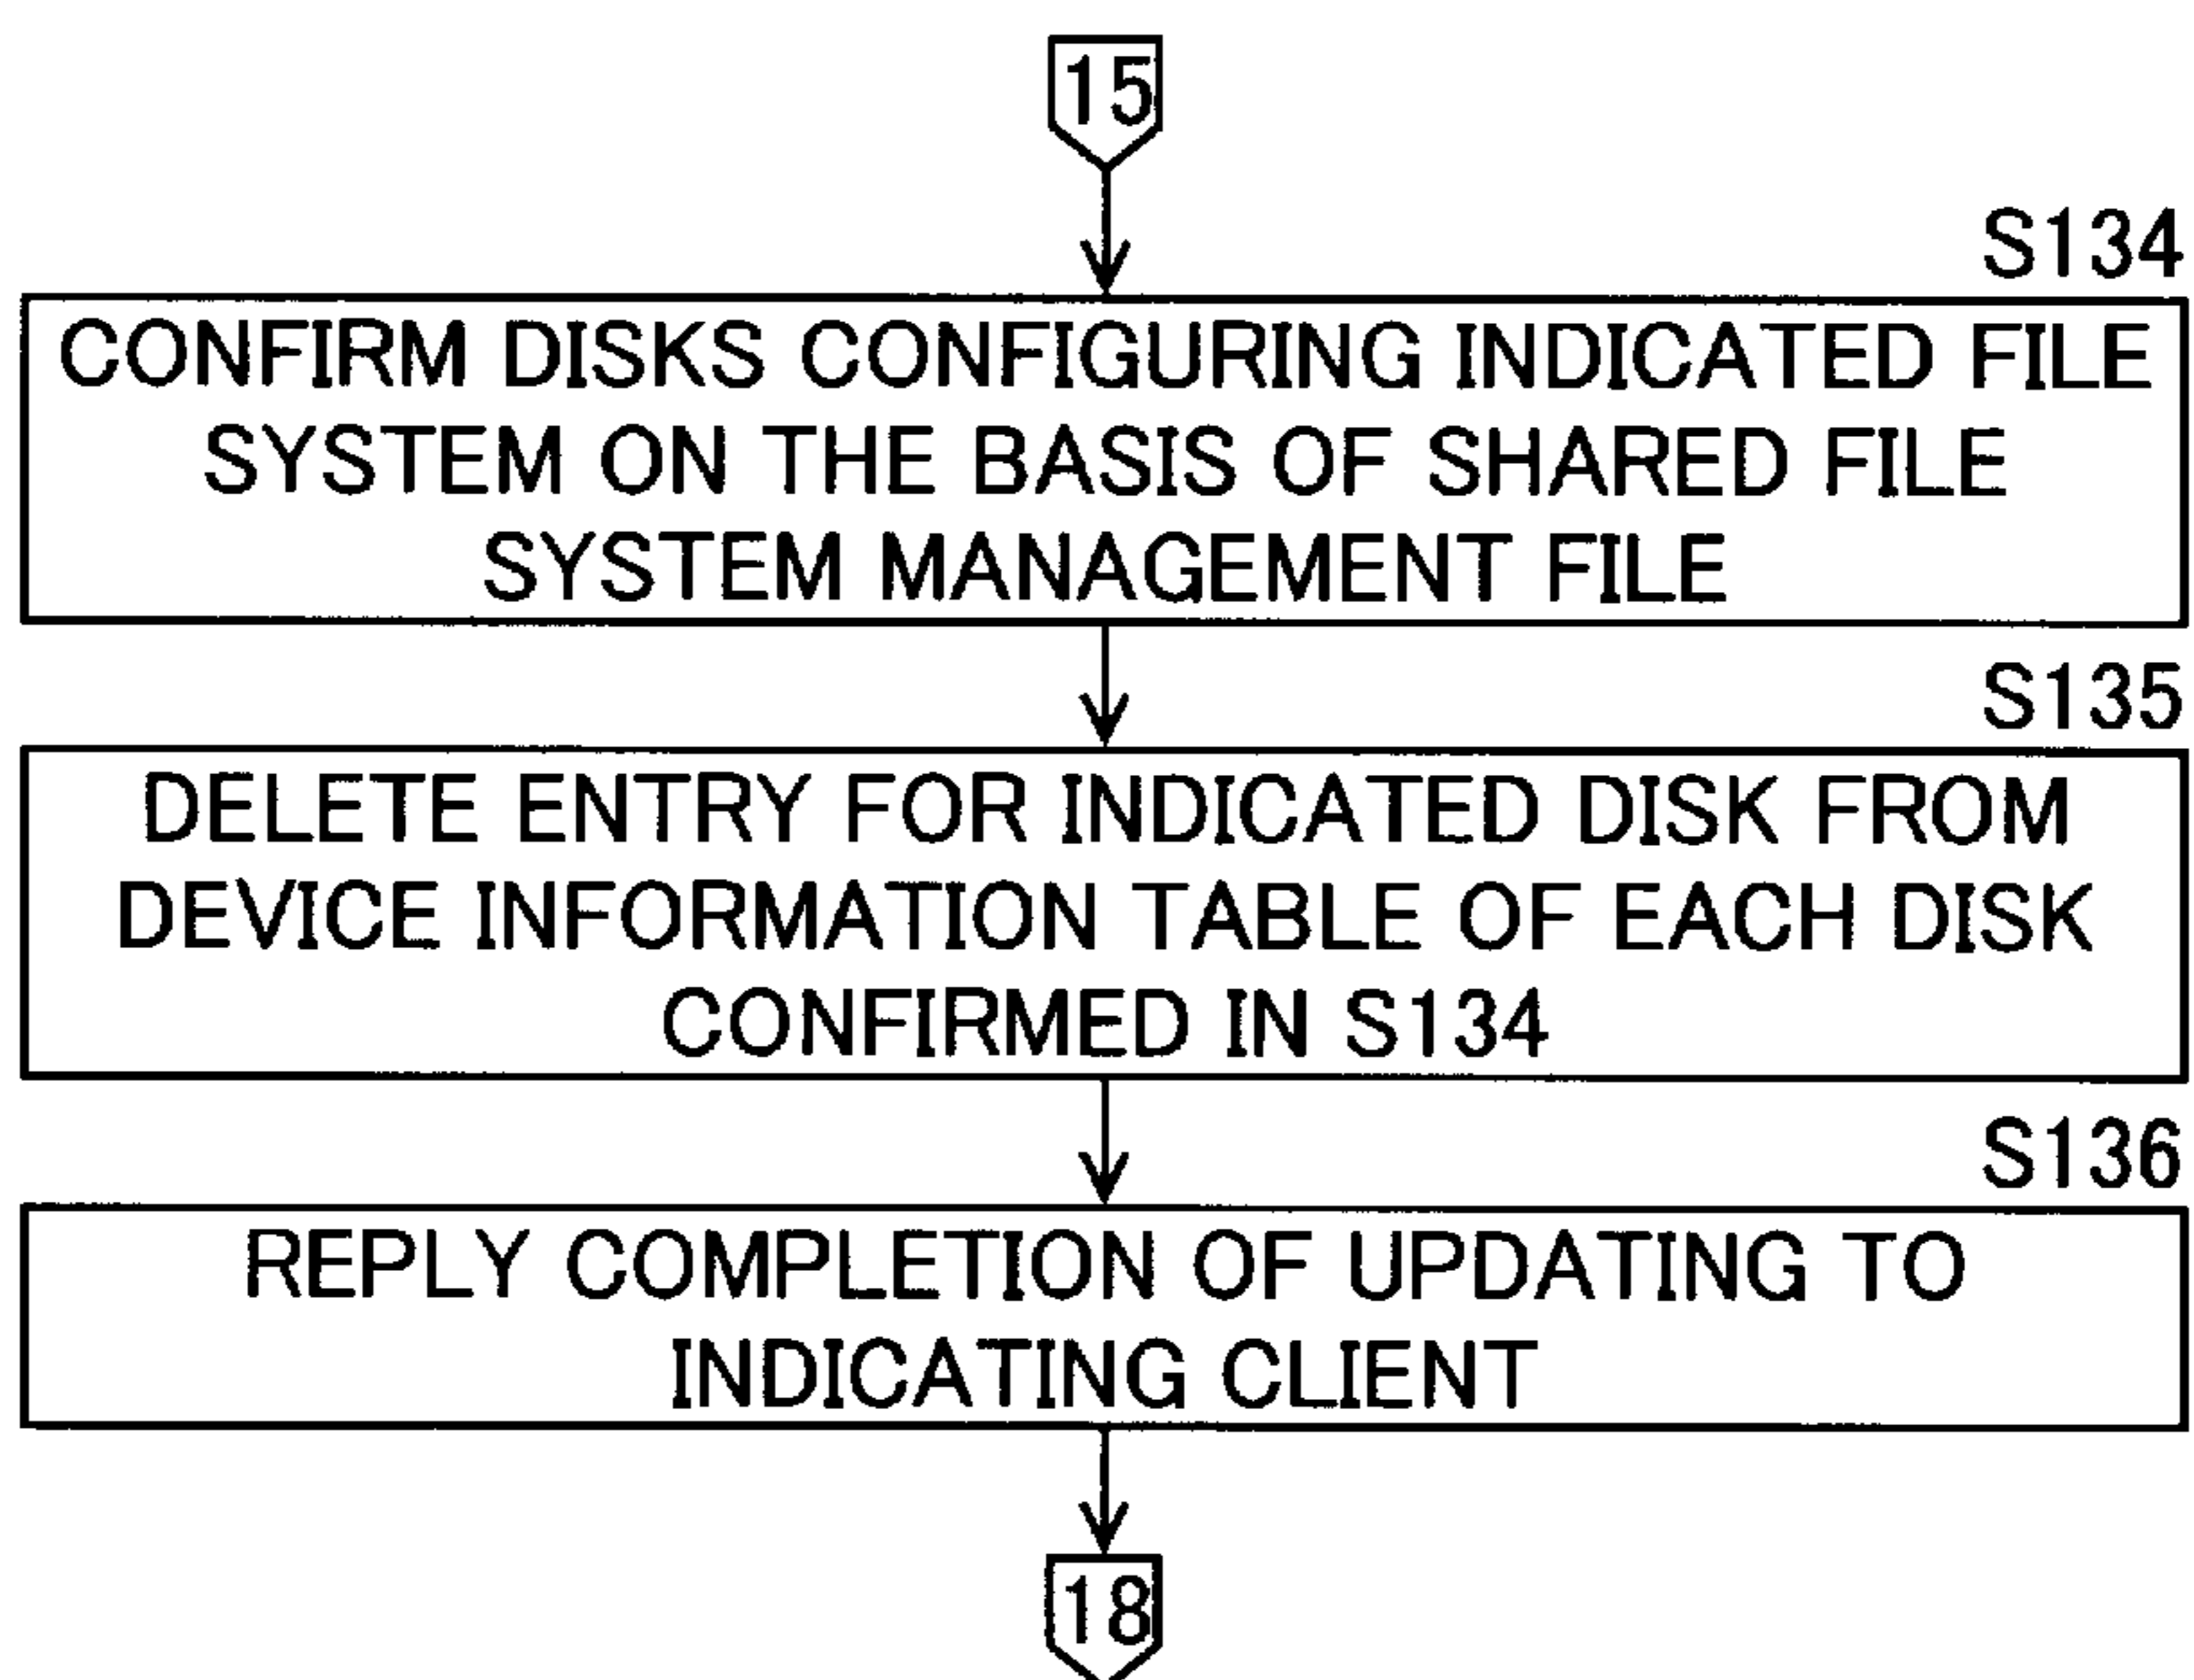 15
S134
CONFIRM DISKS CONFIGURING INDICATED FILE
SYSTEM ON THE BASIS OF SHARED FILE
SYSTEM MANAGEMENT FILE
S135
DELETE ENTRY FOR INDICATED DISK FROM
DEVICE INFORMATION TABLE OF EACH DISK
CONFIRMED IN S134
S136
REPLY COMPLETION OF UPDATING TO
INDICATING CLIENT
18